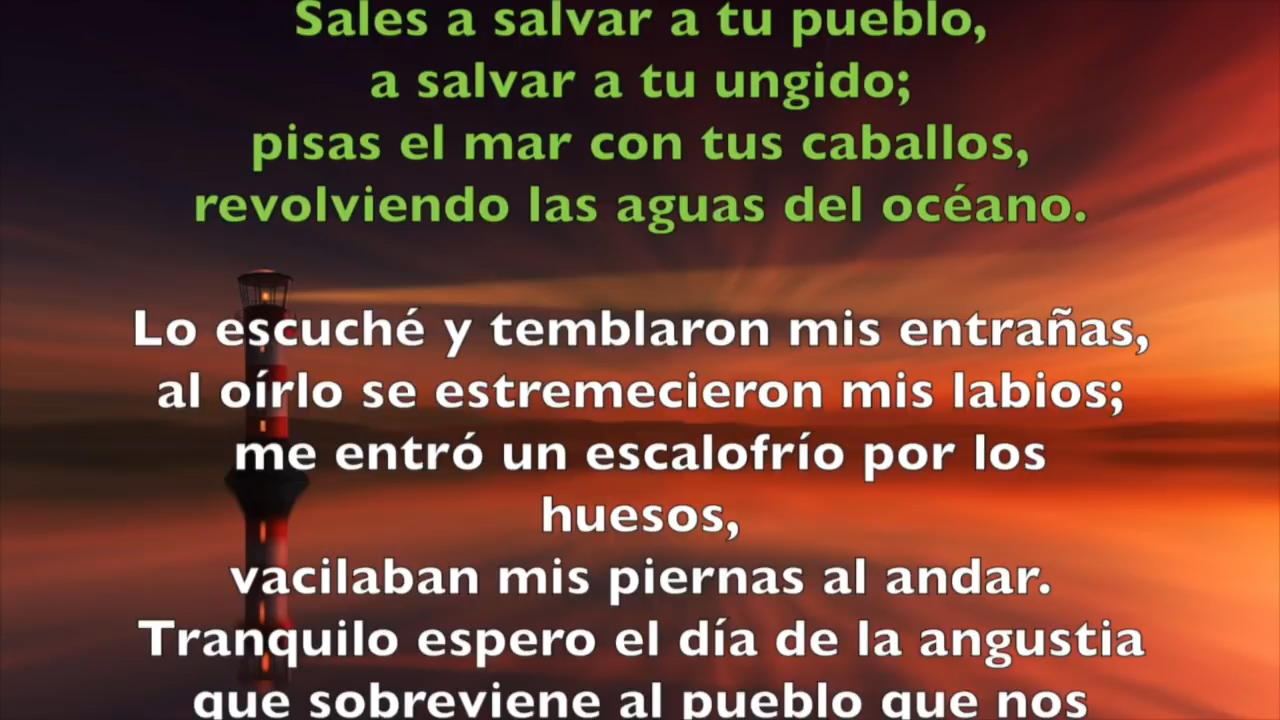 Sales a salvar a tu pueblo,
a salvar a tu ungido;
pisas el mar con tus caballos,
revolviendo las aguas del océano.
Lo escuché y temblaron mis entrañas,
al oírlo se estremecieron mis labios;
me entró un escalofrío por los
huesos,
vacilaban mis piernas al andar.
Tranquilo espero el día de la angustia
que sobreviene al pueblo que nos